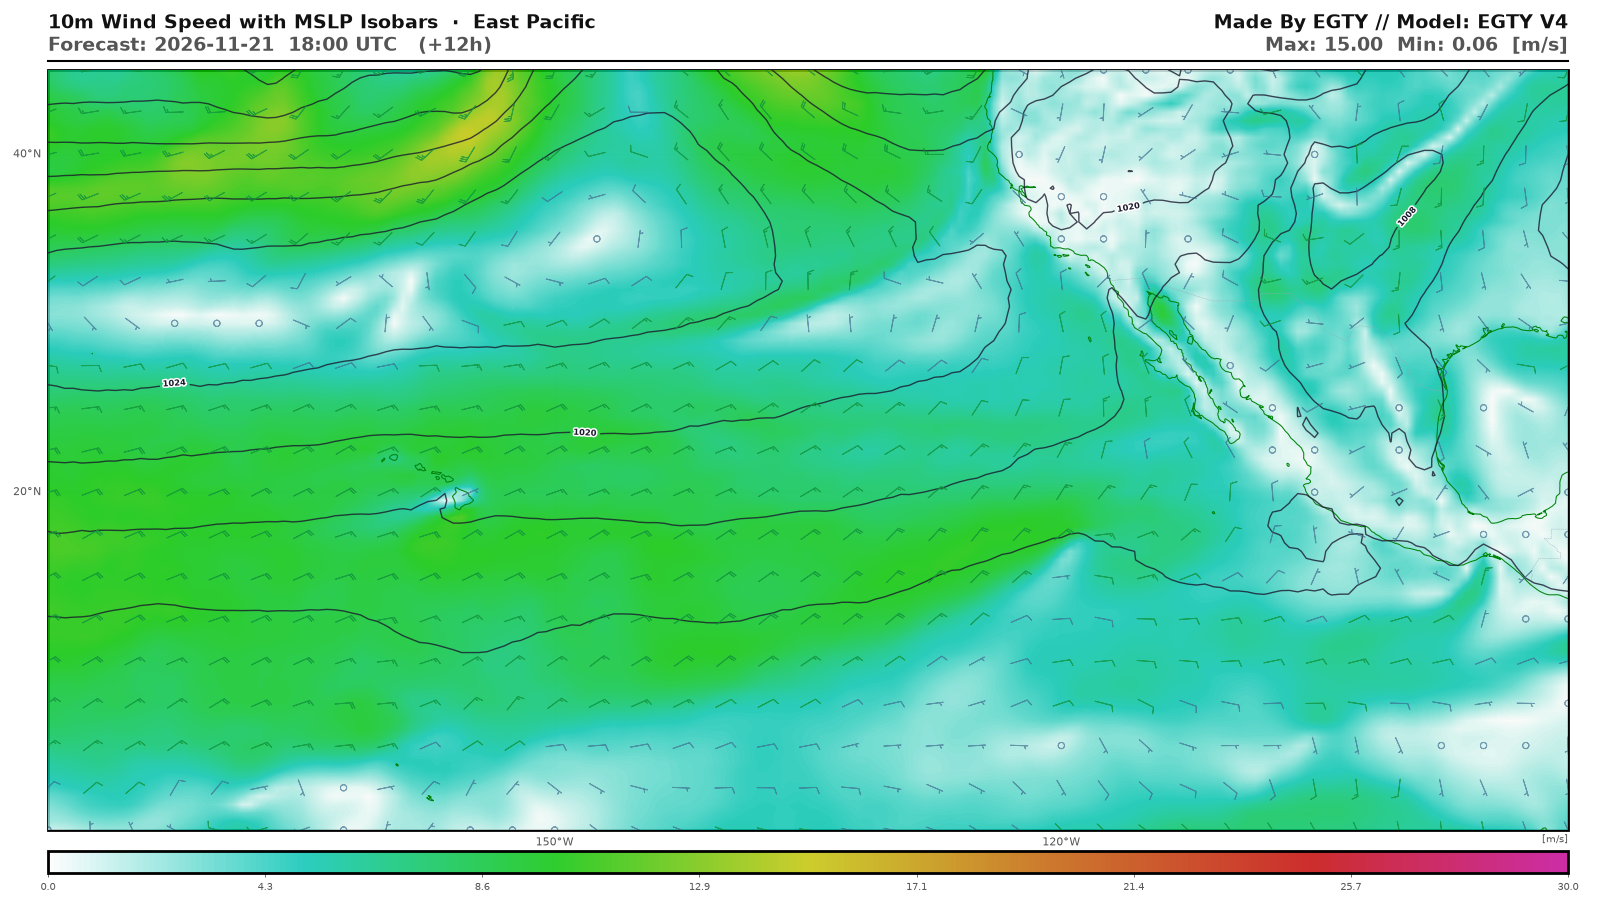 10m Wind Speed with MSLP Isobars · East Pacific
Made By EGTY // Model: EGTY V4
Forecast: 2026-11-21 18:00 UTC (+12h)
Max: 15.00 Min: 0.06 [m/s]
40°N
1020
1008
1024
1020
20°N
150°W
120°W
[m/s]
0.0
4.3
8.6
12.9
17.1
21.4
25.7
30.0